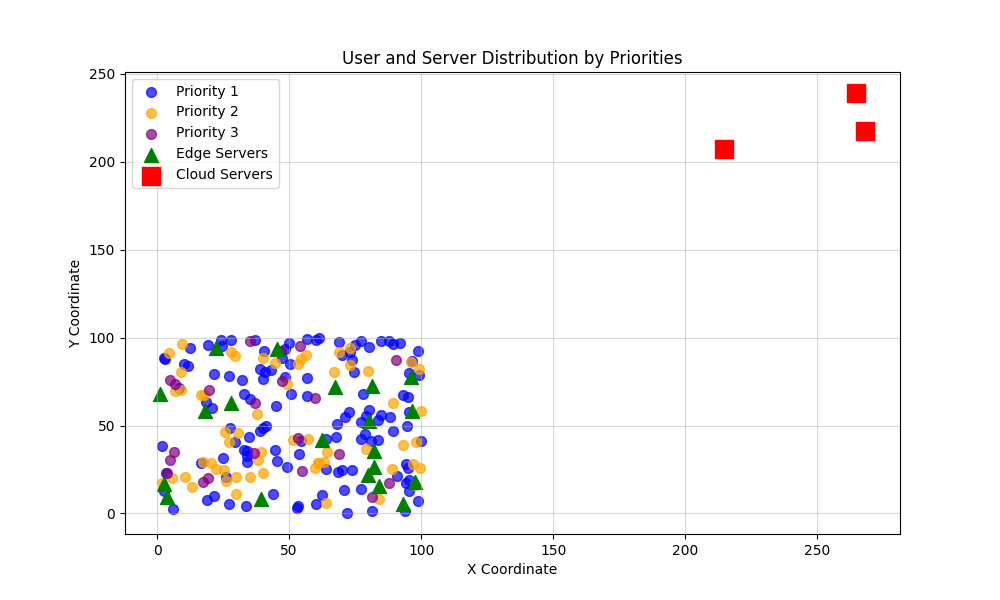 User and Server Distribution by Priorities
Y Coordinate
250
200
150
100
50
0
Priority 1
Priority 2
Priority 3
Edge Servers
Cloud Servers
0 50 100 150 200 250
X Coordinate